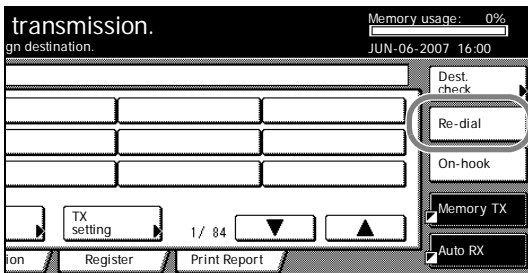 transmission.
gn destination.
Memory usage: 0%
JUN-06-2007 16:00
Dest.
check
Re-dial
On-hook
Memory TX
Auto RX
TX
setting
1/ 84
ion
Register
Print Report